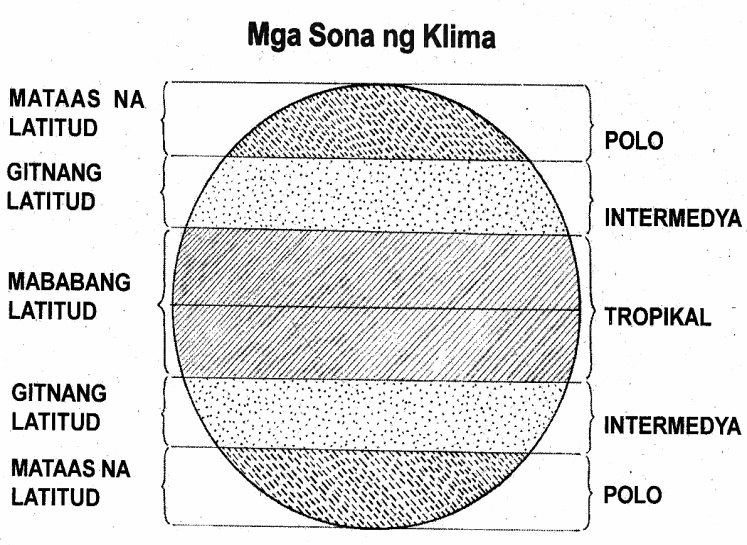 Mga Sona ng Klima
MATAAS NA
LATITUD
POLO
GITNANG
LATITUD
INTERMEDYA
MABABANG
LATITUD
TROPIKAL
GITNANG
LATITUD
INTERMEDYA
MATAAS NA
LATITUD
POLO